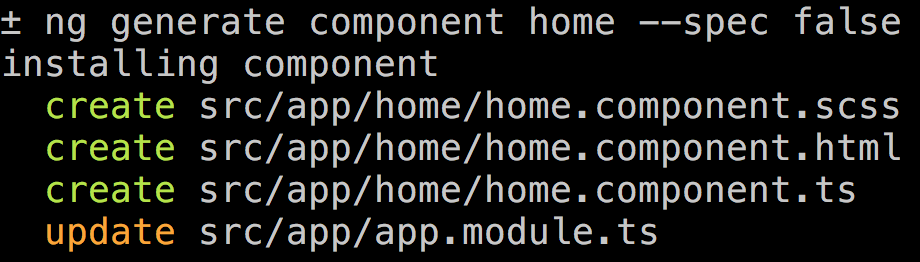 ± ng generate component home --spec false
installing component
  create src/app/home/home.component.scss
  create src/app/home/home.component.html
  create src/app/home/home.component.ts
  update src/app/app.module.ts